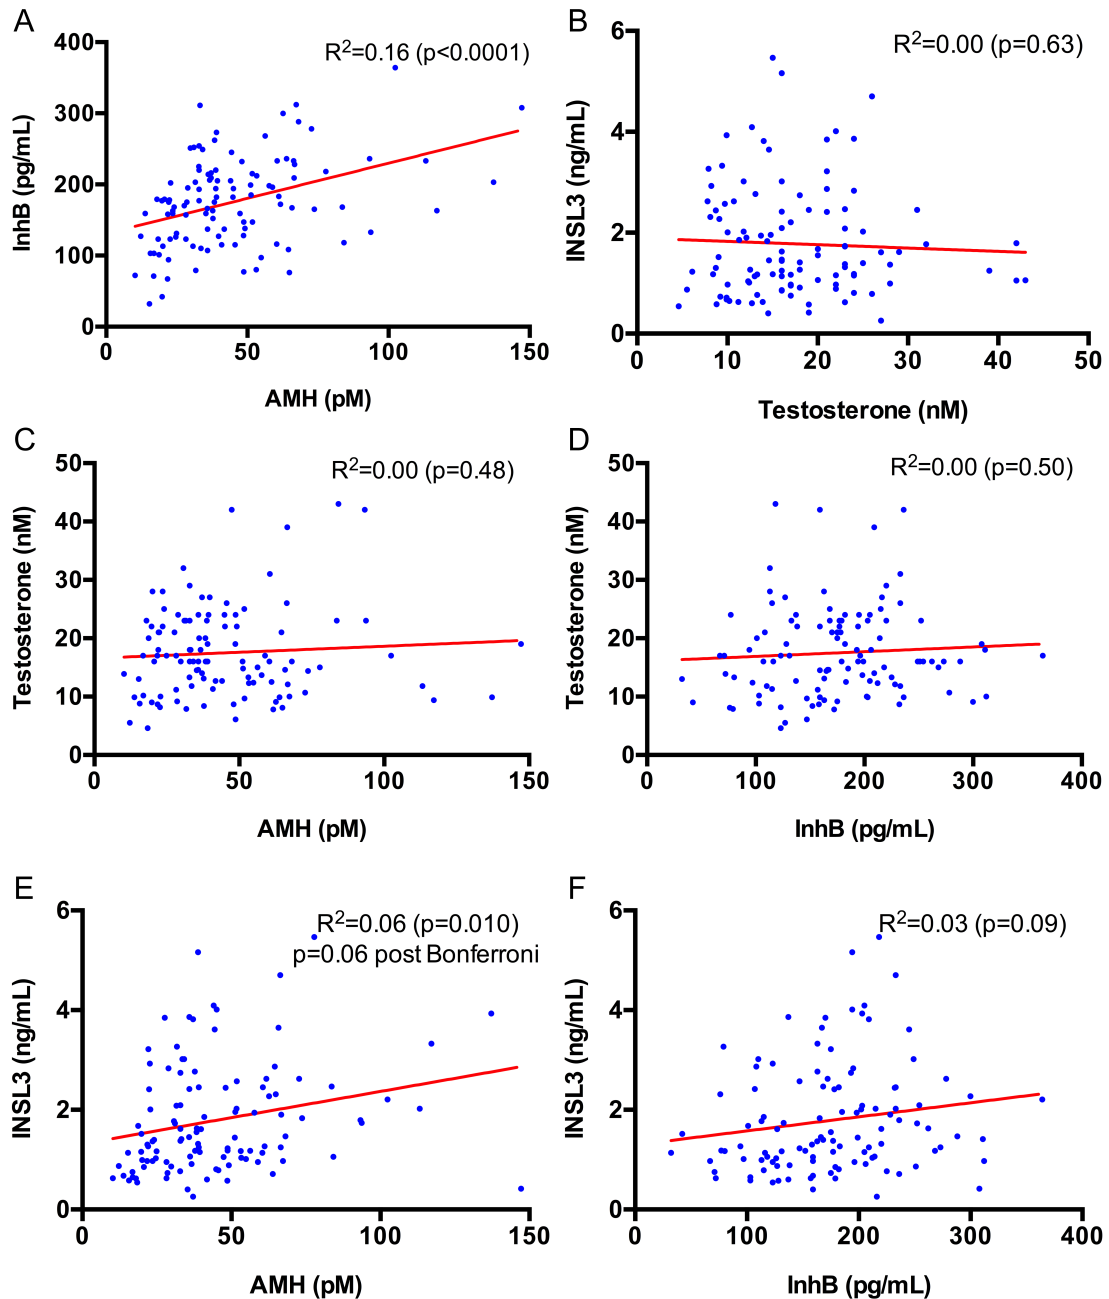 A
R²=0.16 (p<0.0001)
InhB (pg/mL)
400
300
200
100
0
0 50 100 150
AMH (pM)
B
R²=0.00 (p=0.63)
INSL3 (ng/mL)
6
4
2
0
0 10 20 30 40 50
Testosterone (nM)
C
R²=0.00 (p=0.48)
Testosterone (nM)
50
40
30
20
10
0
0 50 100 150
AMH (pM)
D
R²=0.00 (p=0.50)
Testosterone (nM)
50
40
30
20
10
0
0 100 200 300 400
InhB (pg/mL)
E
R²=0.06 (p=0.010)
p=0.06 post Bonferroni
INSL3 (ng/mL)
6
4
2
0
0 50 100 150
AMH (pM)
F
R²=0.03 (p=0.09)
INSL3 (ng/mL)
6
4
2
0
0 100 200 300 400
InhB (pg/mL)